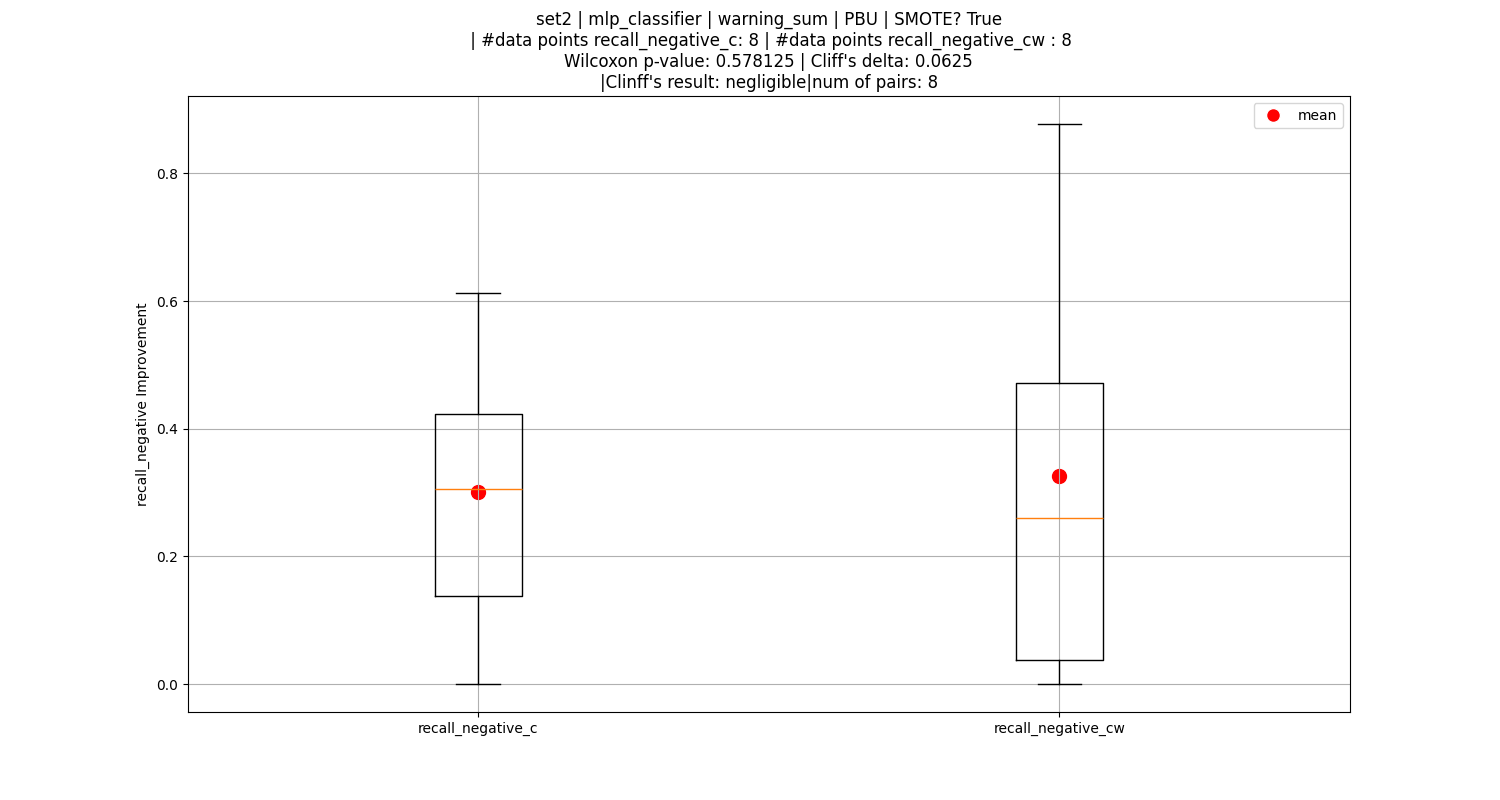 set2 | mlp_classifier | warning_sum | PBU | SMOTE? True
| #data points recall_negative_c: 8 | #data points recall_negative_cw : 8
Wilcoxon p-value: 0.578125 | Cliff's delta: 0.0625
|Clinff's result: negligible|num of pairs: 8
mean
recall_negative Improvement
0.8
0.6
0.4
0.2
0.0
recall_negative_c
recall_negative_cw